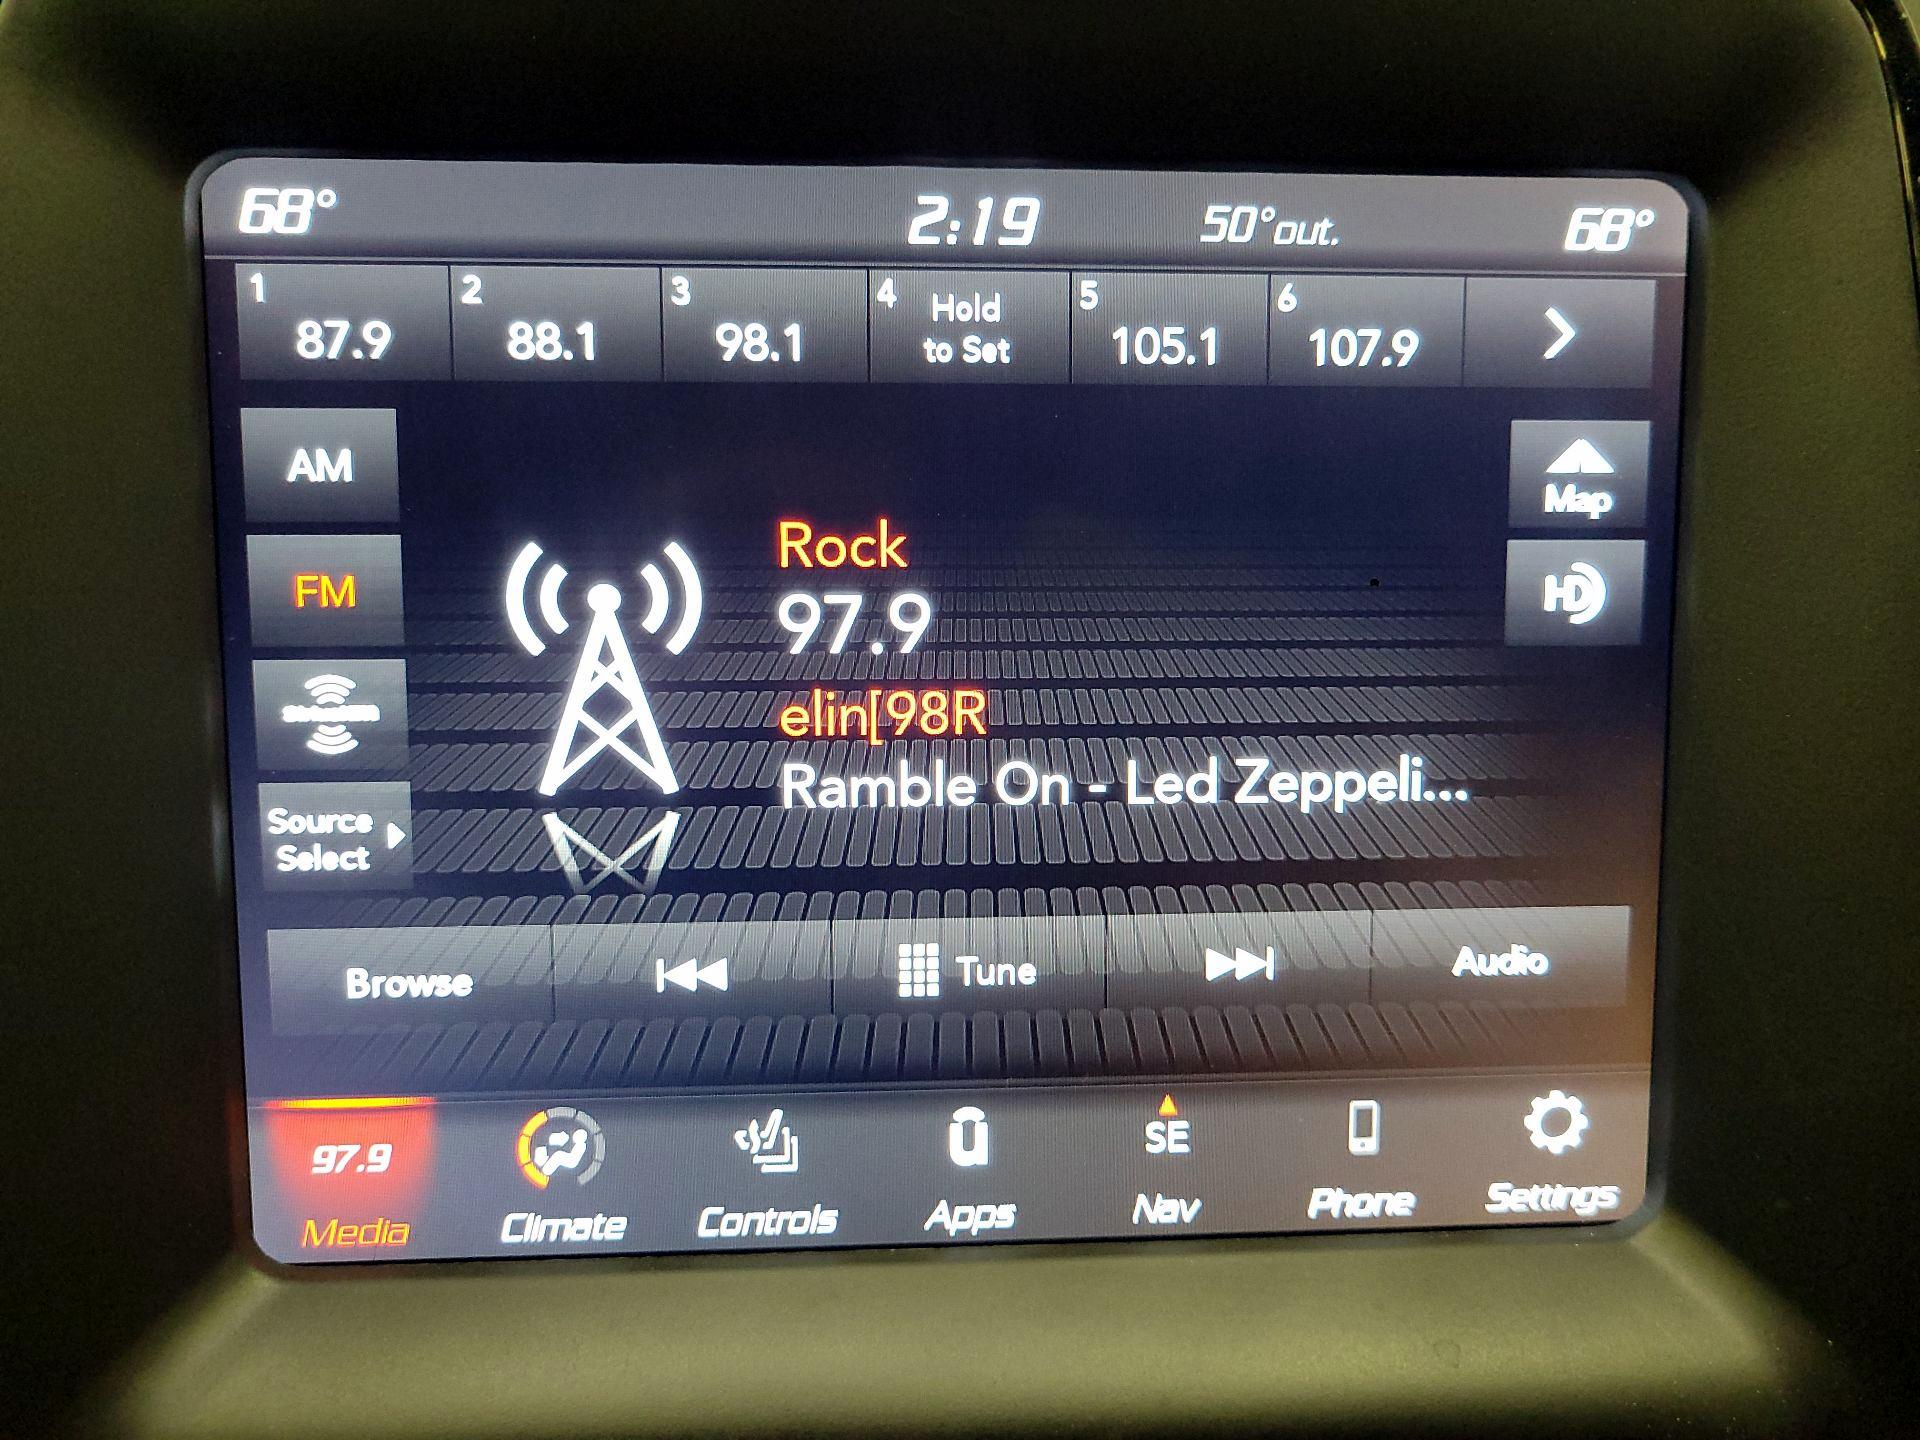 68° 2:19 50° out. 68°
1 2 3 4 Hold 5 6
87.9 88.1 98.1 to Set 105.1 107.9
AM
Map
Rock
FM
97.9
HD
elin[98R
Ramble On - Led Zeppeli...
Source
Select
Browse Tune Audio
97.9 SE
Media Climate Controls Apps Nav Phone Settings